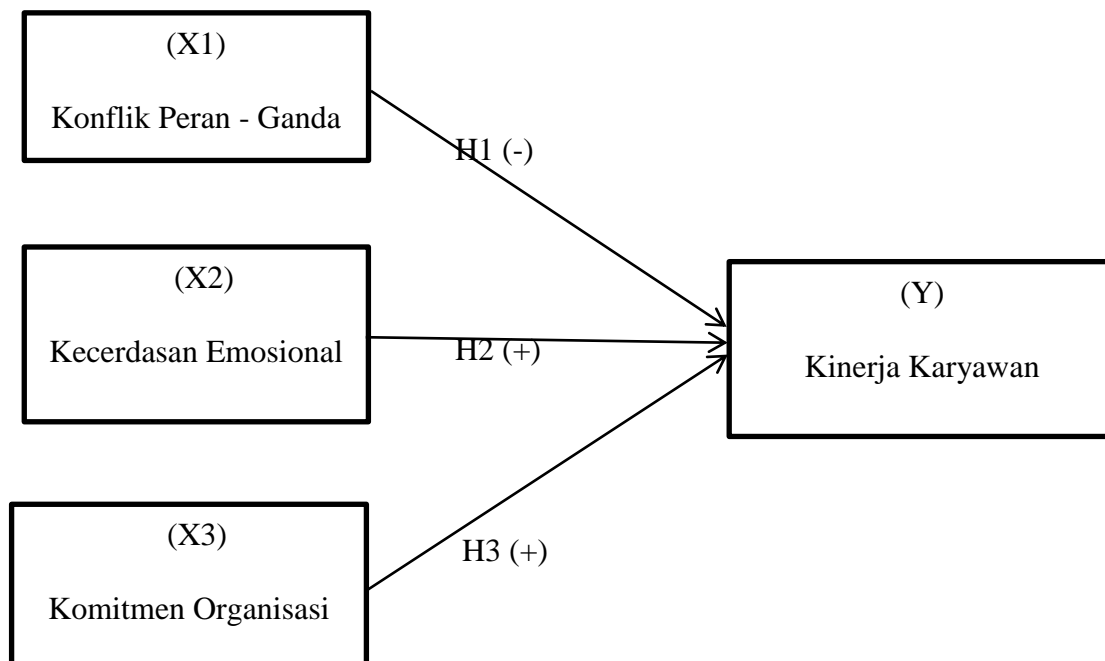 (X1)
Konflik Peran - Ganda
H1 (-)
(X2)
Kecerdasan Emosional
H2 (+)
(Y)
Kinerja Karyawan
(X3)
Komitmen Organisasi
H3 (+)